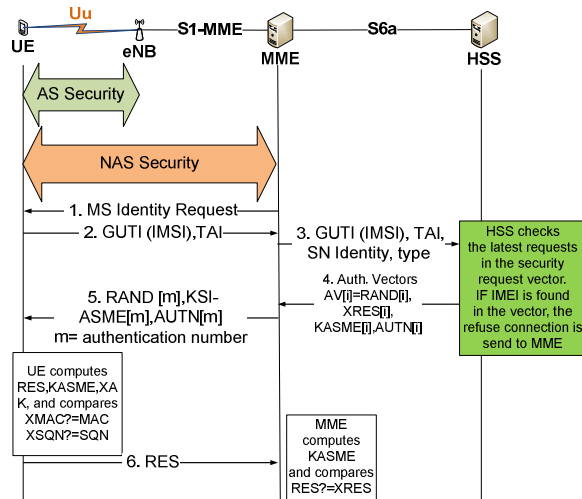 Uu
S1-MME
S6a
UE
eNB
MME
HSS
AS Security
NAS Security
1. MS Identity Request
2. GUTI (IMSI),TAI
3. GUTI (IMSI), TAI,
SN Identity, type
HSS checks
the latest requests
in the security
request vector.
IF IMEI is found
in the vector, the
refuse connection is
send to MME
4. Auth. Vectors
AV[i]=RAND[i],
XRES[i],
KASME[i],AUTN[i]
5. RAND [m],KSI-
ASME[m],AUTN[m]
m= authentication number
UE computes
RES,KASME,XA
K, and compares
XMAC?=MAC
XSQN?=SQN
MME
computes
KASME
and compares
RES?=XRES
6. RES